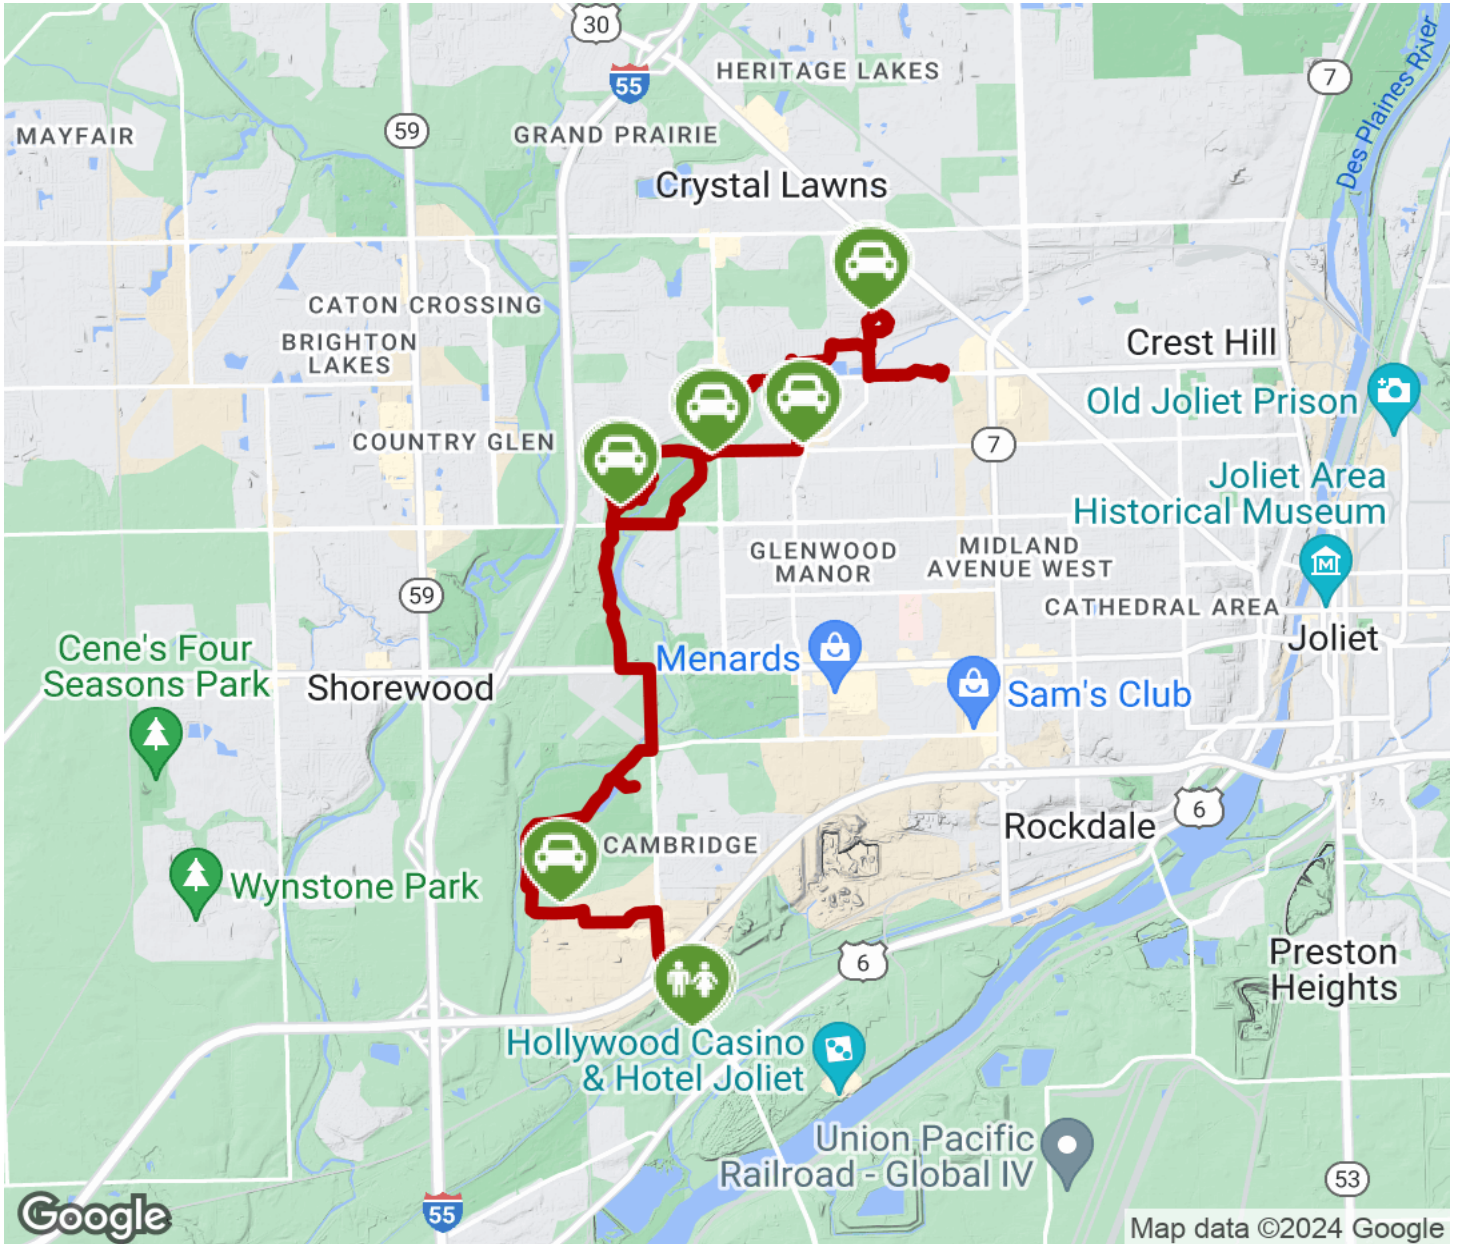 30
HERITAGE LAKES
7
55
Des Plaines River
MAYFAIR
59
GRAND PRAIRIE
Crystal Lawns
CATON CROSSING
BRIGHTON
LAKES
Crest Hill
Old Joliet Prison
COUNTRY GLEN
7
Joliet Area
Historical Museum
GLENWOOD
MANOR
MIDLAND
AVENUE WEST
59
CATHEDRAL AREA
Joliet
Cene's Four
Seasons Park
Shorewood
Menards
Sam's Club
6
Rockdale
CAMBRIDGE
Wynstone Park
6
Preston
Heights
Hollywood Casino
& Hotel Joliet
Union Pacific
Railroad - Global IV
53
55
Google
Map data ©2024 Google